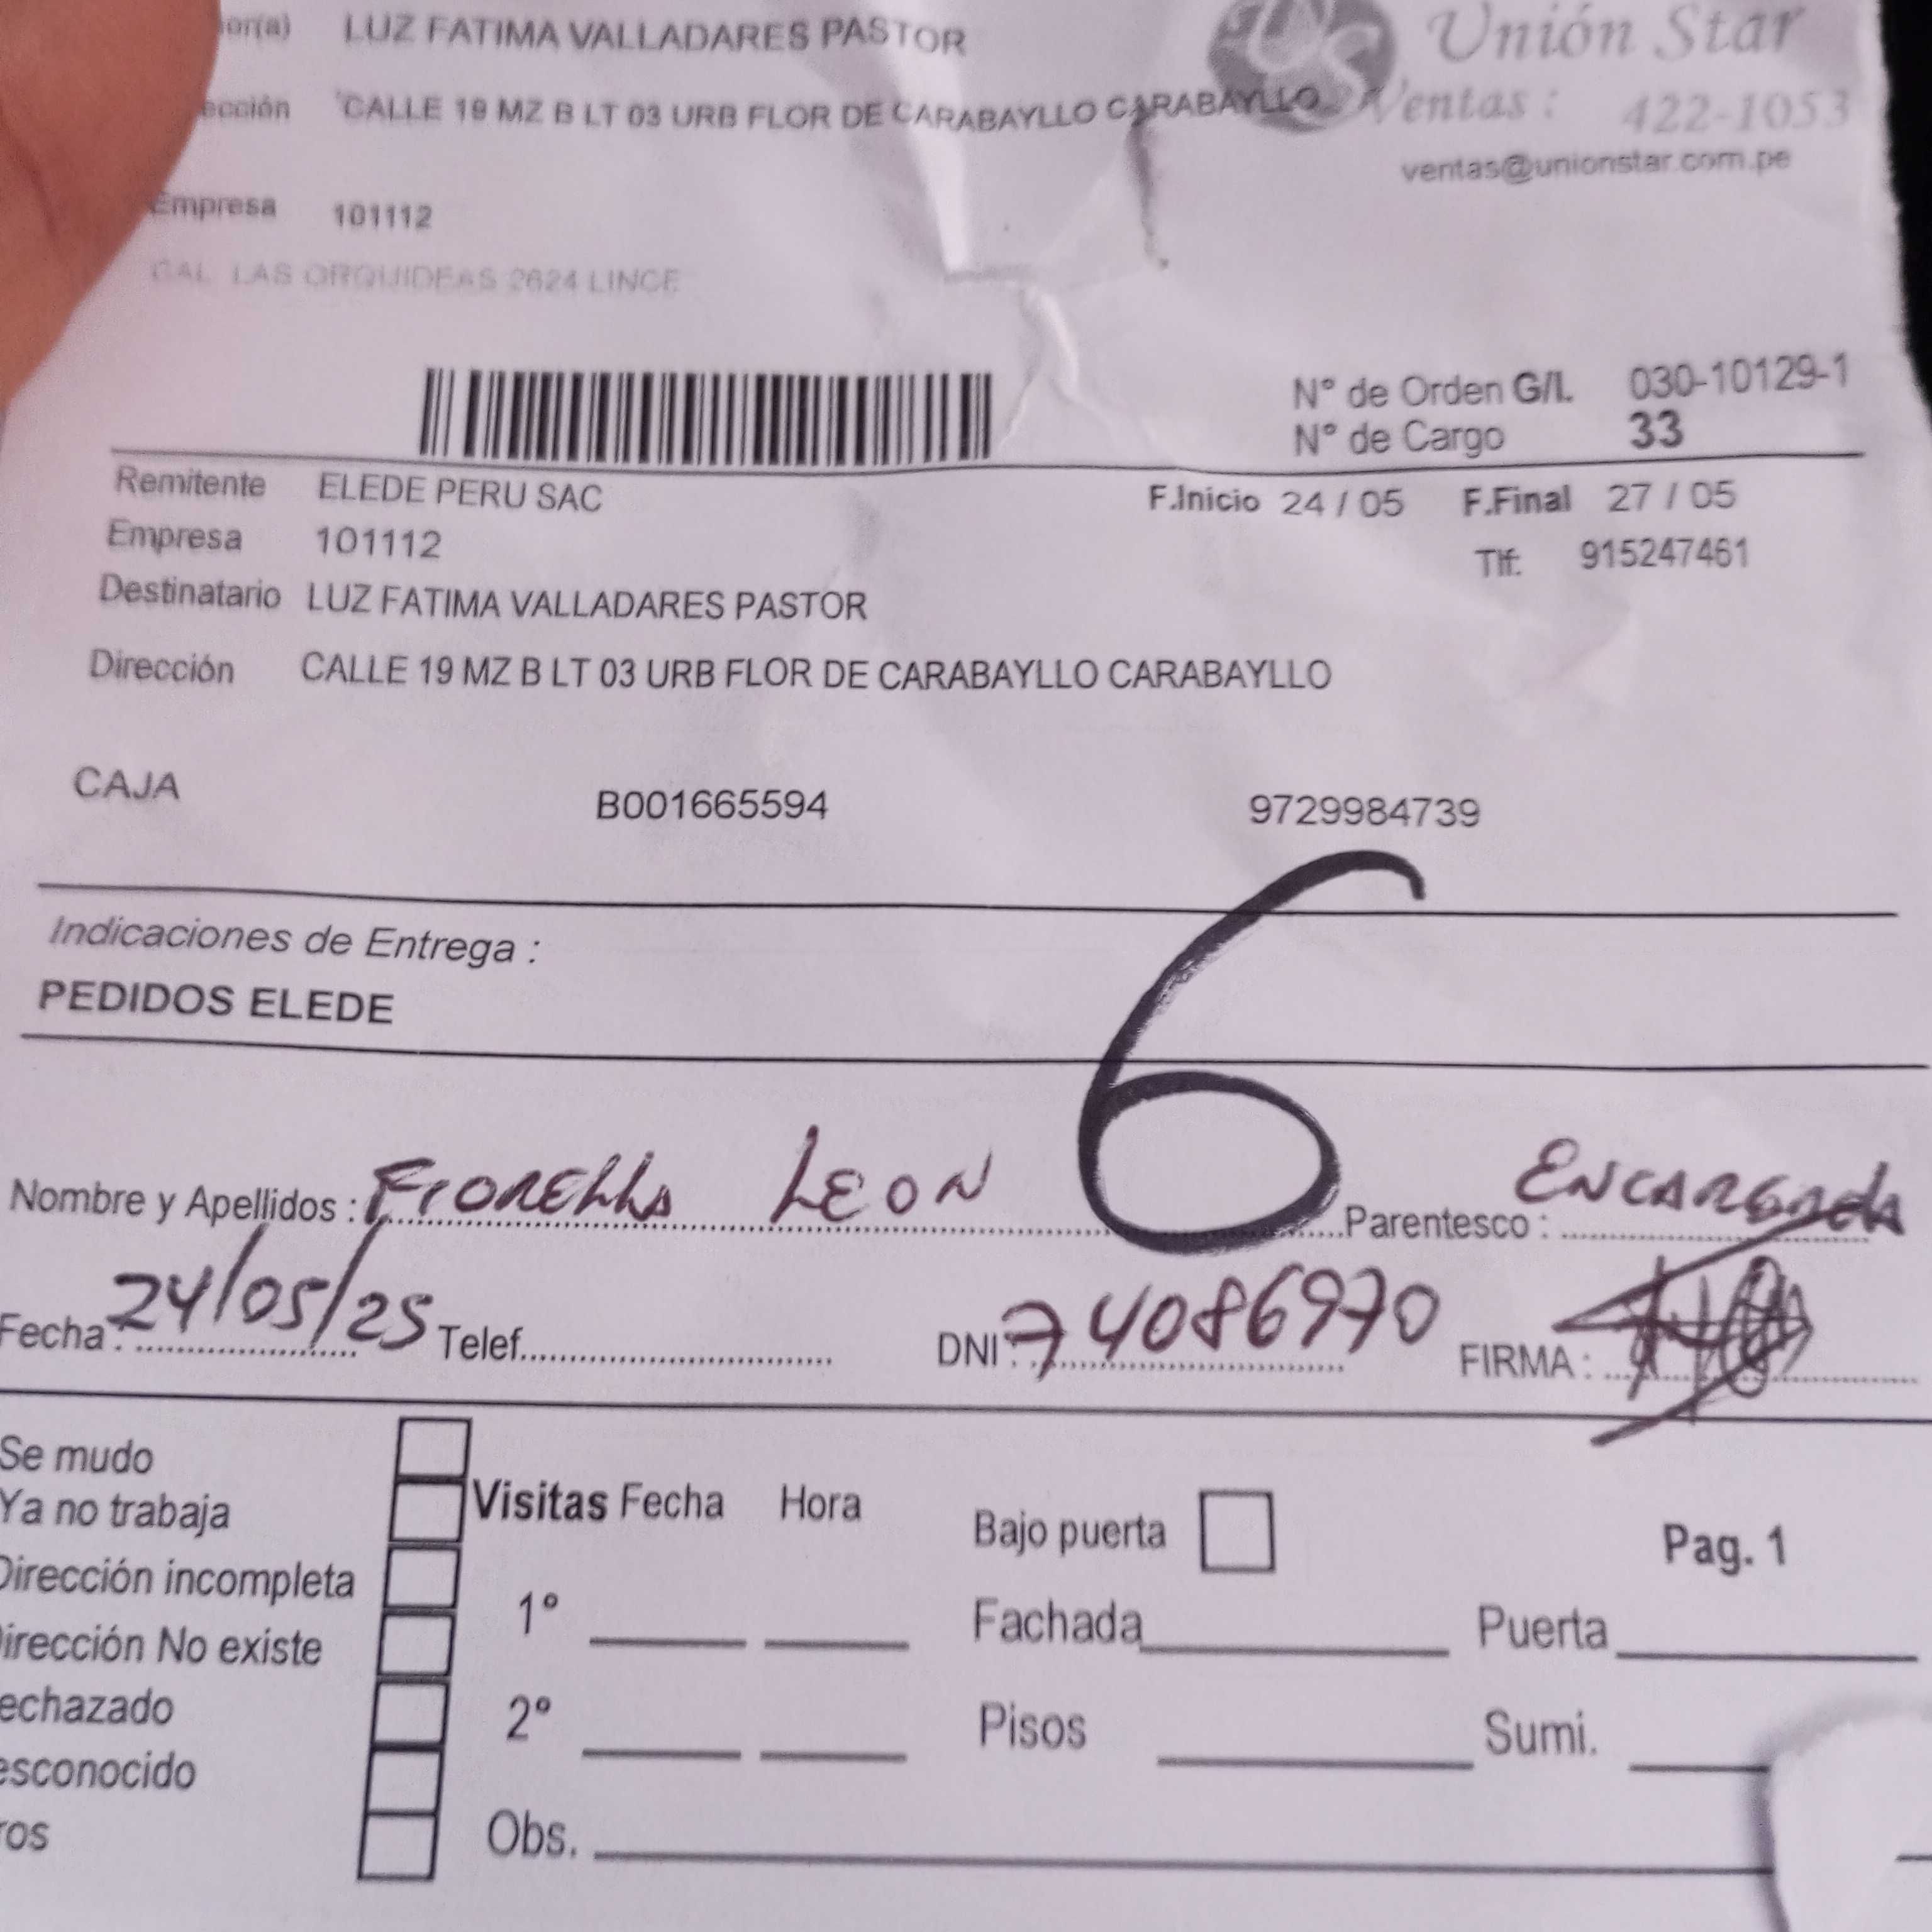 or(a) LUZ FATIMA VALLADARES PASTOR
Unión Star
ección CALLE 19 MZ B LT 03 URB FLOR DE CARABAYLLO CARABAYLLO
Ventas : 422-1053
ventas@unionstar.com.pe
Empresa 101112
CAL LAS ORQUIDEAS 2624 LINCE
N° de Orden G/L 030-10129-1
N° de Cargo 33
Remitente ELEDE PERU SAC F.Inicio 24 / 05 F.Final 27 / 05
Empresa 101112 Tlf: 915247461
Destinatario LUZ FATIMA VALLADARES PASTOR
Dirección CALLE 19 MZ B LT 03 URB FLOR DE CARABAYLLO CARABAYLLO
CAJA B001665594 9729984739
6
Indicaciones de Entrega :
PEDIDOS ELEDE
Nombre y Apellidos : FIORELLA LEON Parentesco : ENCARGADA
Fecha : 24/05/25 Telef. DNI : 74086970 FIRMA :
Se mudo
Ya no trabaja Visitas Fecha Hora Bajo puerta Pag. 1
Dirección incompleta 1° Fachada Puerta
irección No existe
echazado 2° Pisos Sumi.
esconocido
ros Obs.